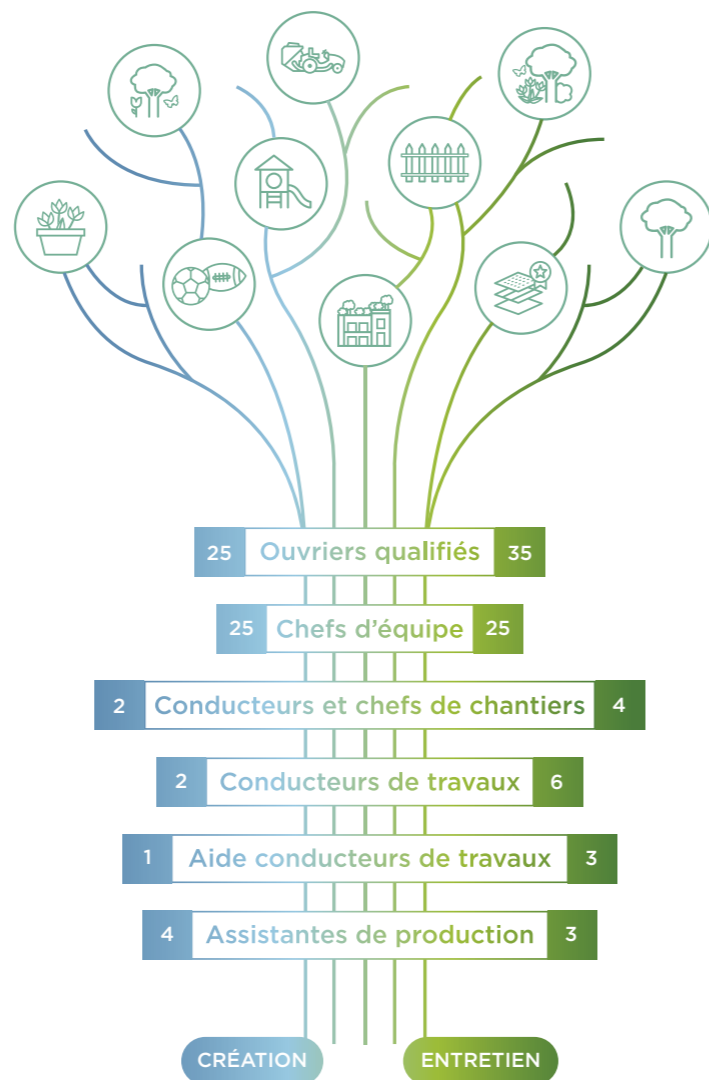 25 Ouvriers qualifiés 35
25 Chefs d'équipe 25
2 Conducteurs et chefs de chantiers 4
2 Conducteurs de travaux 6
1 Aide conducteurs de travaux 3
4 Assistantes de production 3
CRÉATION ENTRETIEN